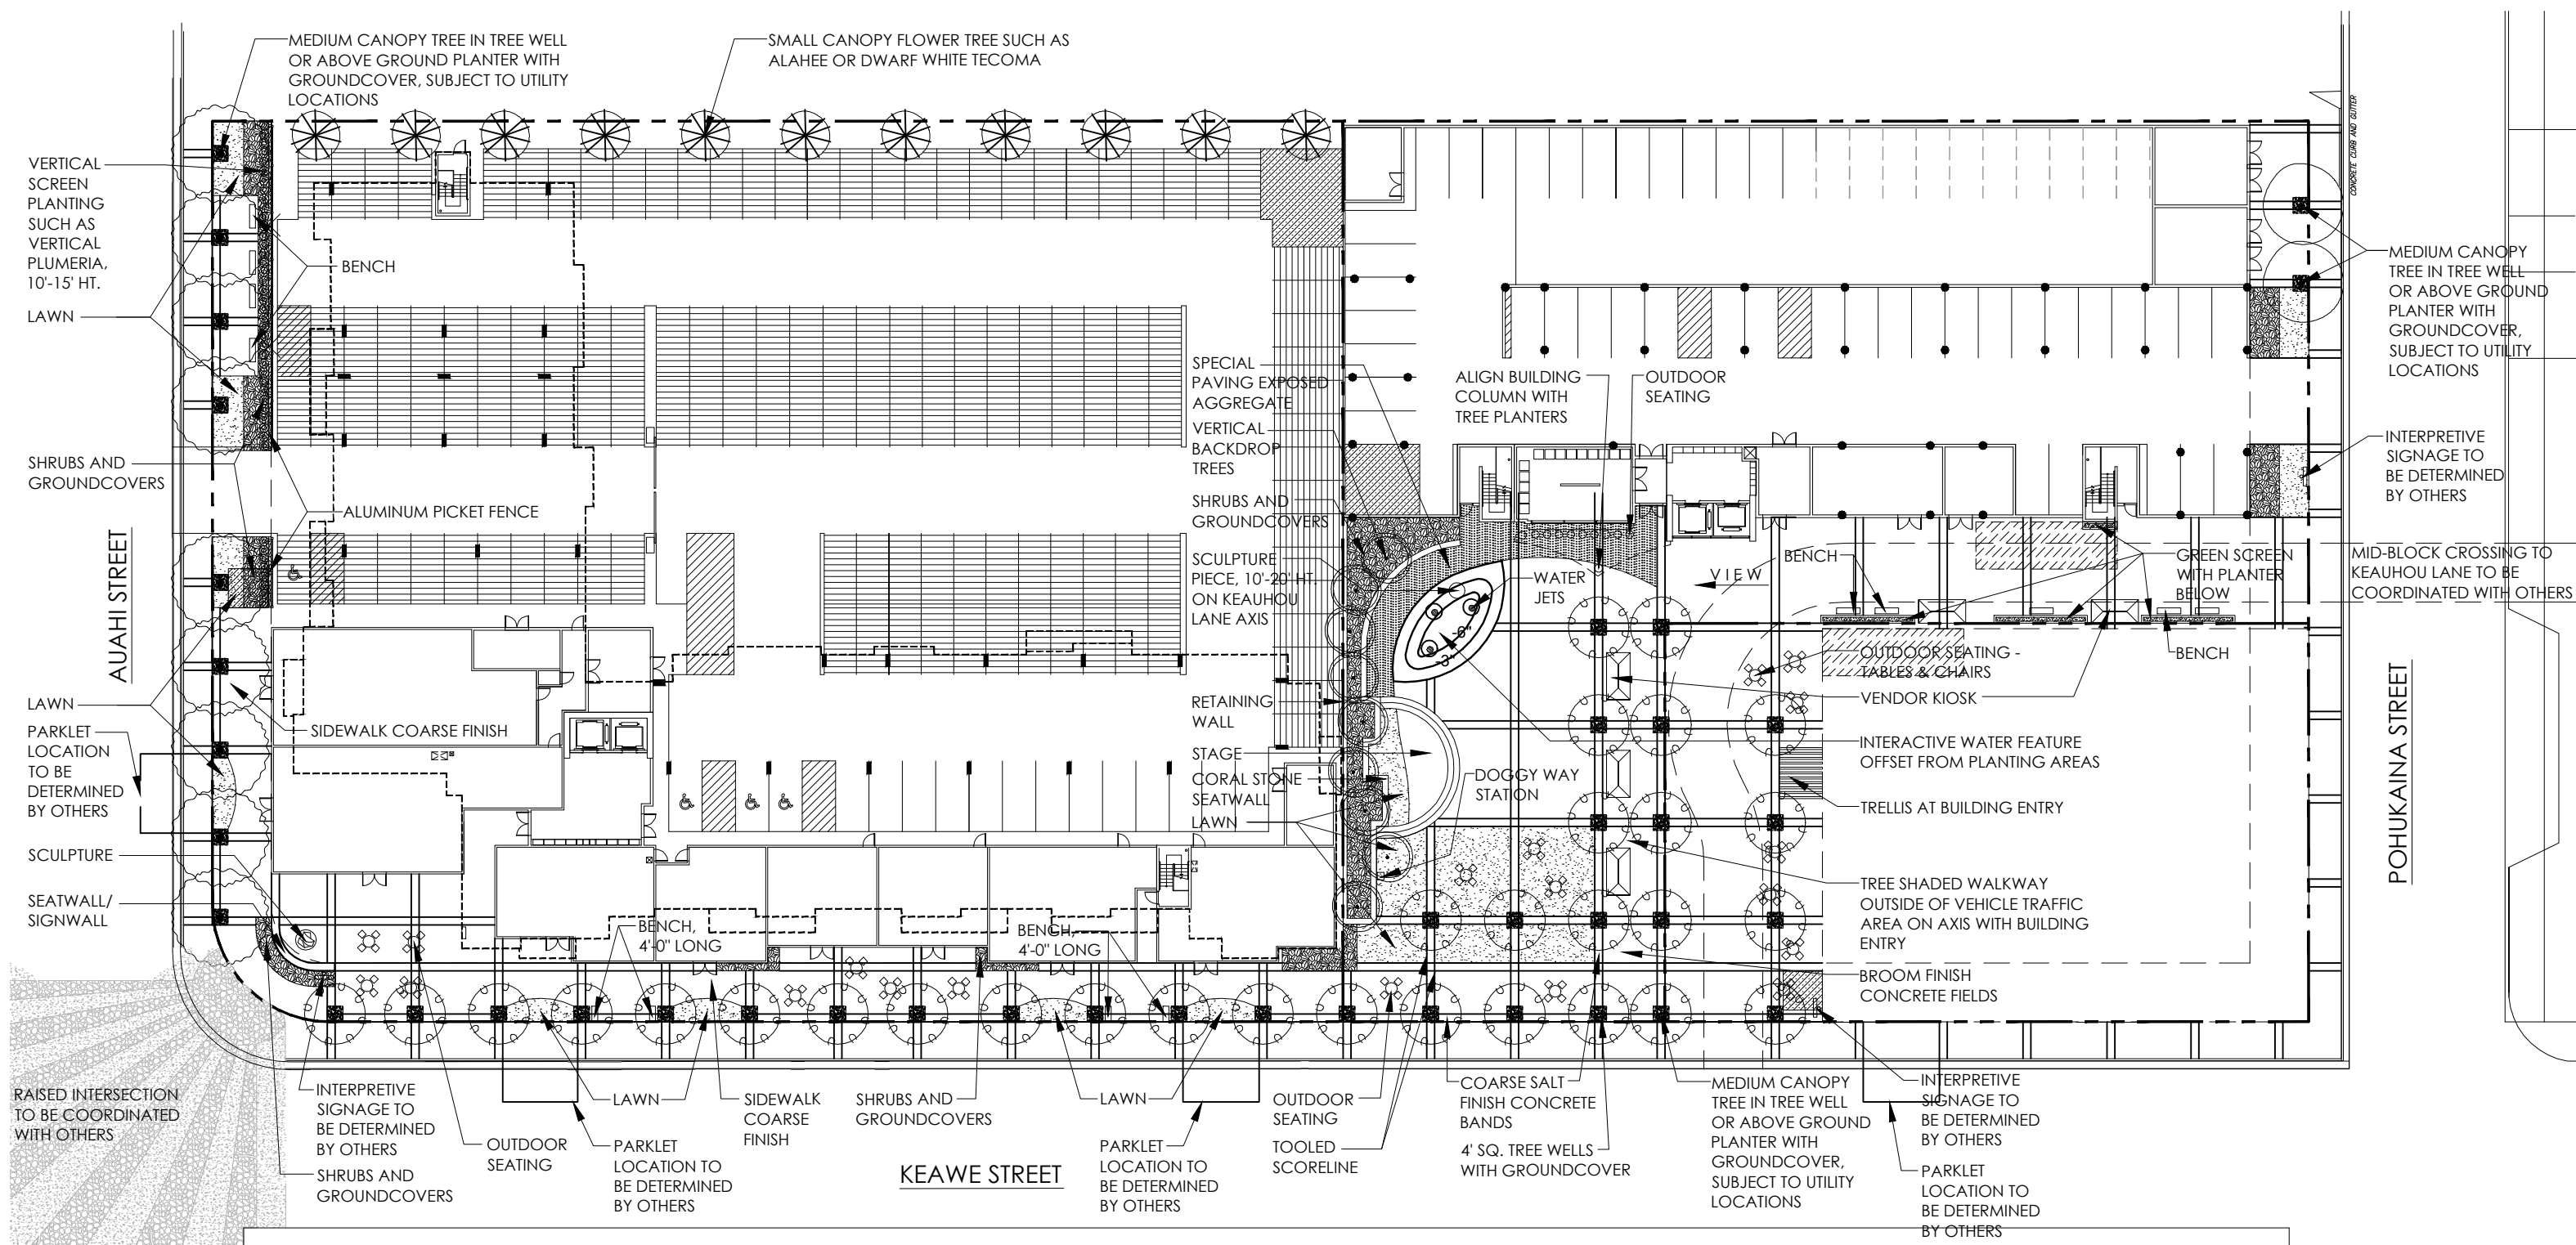 MEDIUM CANOPY TREE IN TREE WELL
OR ABOVE GROUND PLANTER WITH
GROUNDCOVER, SUBJECT TO UTILITY
LOCATIONS
SMALL CANOPY FLOWER TREE SUCH AS
ALAHEE OR DWARF WHITE TECOMA
CONCRETE CURB AND GUTTER
VERTICAL
SCREEN
PLANTING
SUCH AS
VERTICAL
PLUMERIA,
10'-15' HT.
LAWN
BENCH
SHRUBS AND
GROUNDCOVERS
ALUMINUM PICKET FENCE
AUAHI STREET
LAWN
PARKLET
LOCATION
TO BE
DETERMINED
BY OTHERS
SIDEWALK COARSE FINISH
SCULPTURE
SEATWALL/
SIGNWALL
RAISED INTERSECTION
TO BE COORDINATED
WITH OTHERS
SPECIAL
PAVING EXPOSED
AGGREGATE
VERTICAL
BACKDROP
TREES
SHRUBS AND
GROUNDCOVERS
SCULPTURE
PIECE, 10'-20' HT.
ON KEAUHOU
LANE AXIS
RETAINING
WALL
STAGE
CORAL STONE
SEATWALL
LAWN
ALIGN BUILDING
COLUMN WITH
TREE PLANTERS
OUTDOOR
SEATING
WATER
JETS
-6"
-3"
DOGGY WAY
STATION
VIEW
BENCH
GREEN SCREEN
WITH PLANTER
BELOW
BENCH
OUTDOOR SEATING -
TABLES & CHAIRS
VENDOR KIOSK
INTERACTIVE WATER FEATURE
OFFSET FROM PLANTING AREAS
TRELLIS AT BUILDING ENTRY
TREE SHADED WALKWAY
OUTSIDE OF VEHICLE TRAFFIC
AREA ON AXIS WITH BUILDING
ENTRY
BROOM FINISH
CONCRETE FIELDS
MEDIUM CANOPY
TREE IN TREE WELL
OR ABOVE GROUND
PLANTER WITH
GROUNDCOVER,
SUBJECT TO UTILITY
LOCATIONS
INTERPRETIVE
SIGNAGE TO
BE DETERMINED
BY OTHERS
MID-BLOCK CROSSING TO
KEAUHOU LANE TO BE
COORDINATED WITH OTHERS
POHUKAINA STREET
BENCH,
4'-0" LONG
BENCH,
4'-0" LONG
INTERPRETIVE
SIGNAGE TO
BE DETERMINED
BY OTHERS
SHRUBS AND
GROUNDCOVERS
OUTDOOR
SEATING
LAWN
PARKLET
LOCATION TO
BE DETERMINED
BY OTHERS
SIDEWALK
COARSE
FINISH
SHRUBS AND
GROUNDCOVERS
KEAWE STREET
LAWN
PARKLET
LOCATION TO
BE DETERMINED
BY OTHERS
OUTDOOR
SEATING
TOOLED
SCORELINE
COARSE SALT
FINISH CONCRETE
BANDS
4' SQ. TREE WELLS
WITH GROUNDCOVER
MEDIUM CANOPY
TREE IN TREE WELL
OR ABOVE GROUND
PLANTER WITH
GROUNDCOVER,
SUBJECT TO UTILITY
LOCATIONS
INTERPRETIVE
SIGNAGE TO
BE DETERMINED
BY OTHERS
PARKLET
LOCATION TO
BE DETERMINED
BY OTHERS